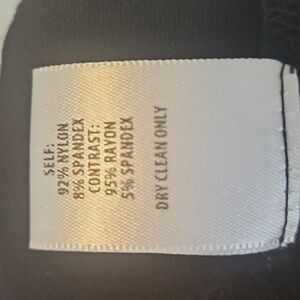 SELF:
92% NYLON
8% SPANDEX
CONTRAST:
95% RAYON
5% SPANDEX
DRY CLEAN ONLY